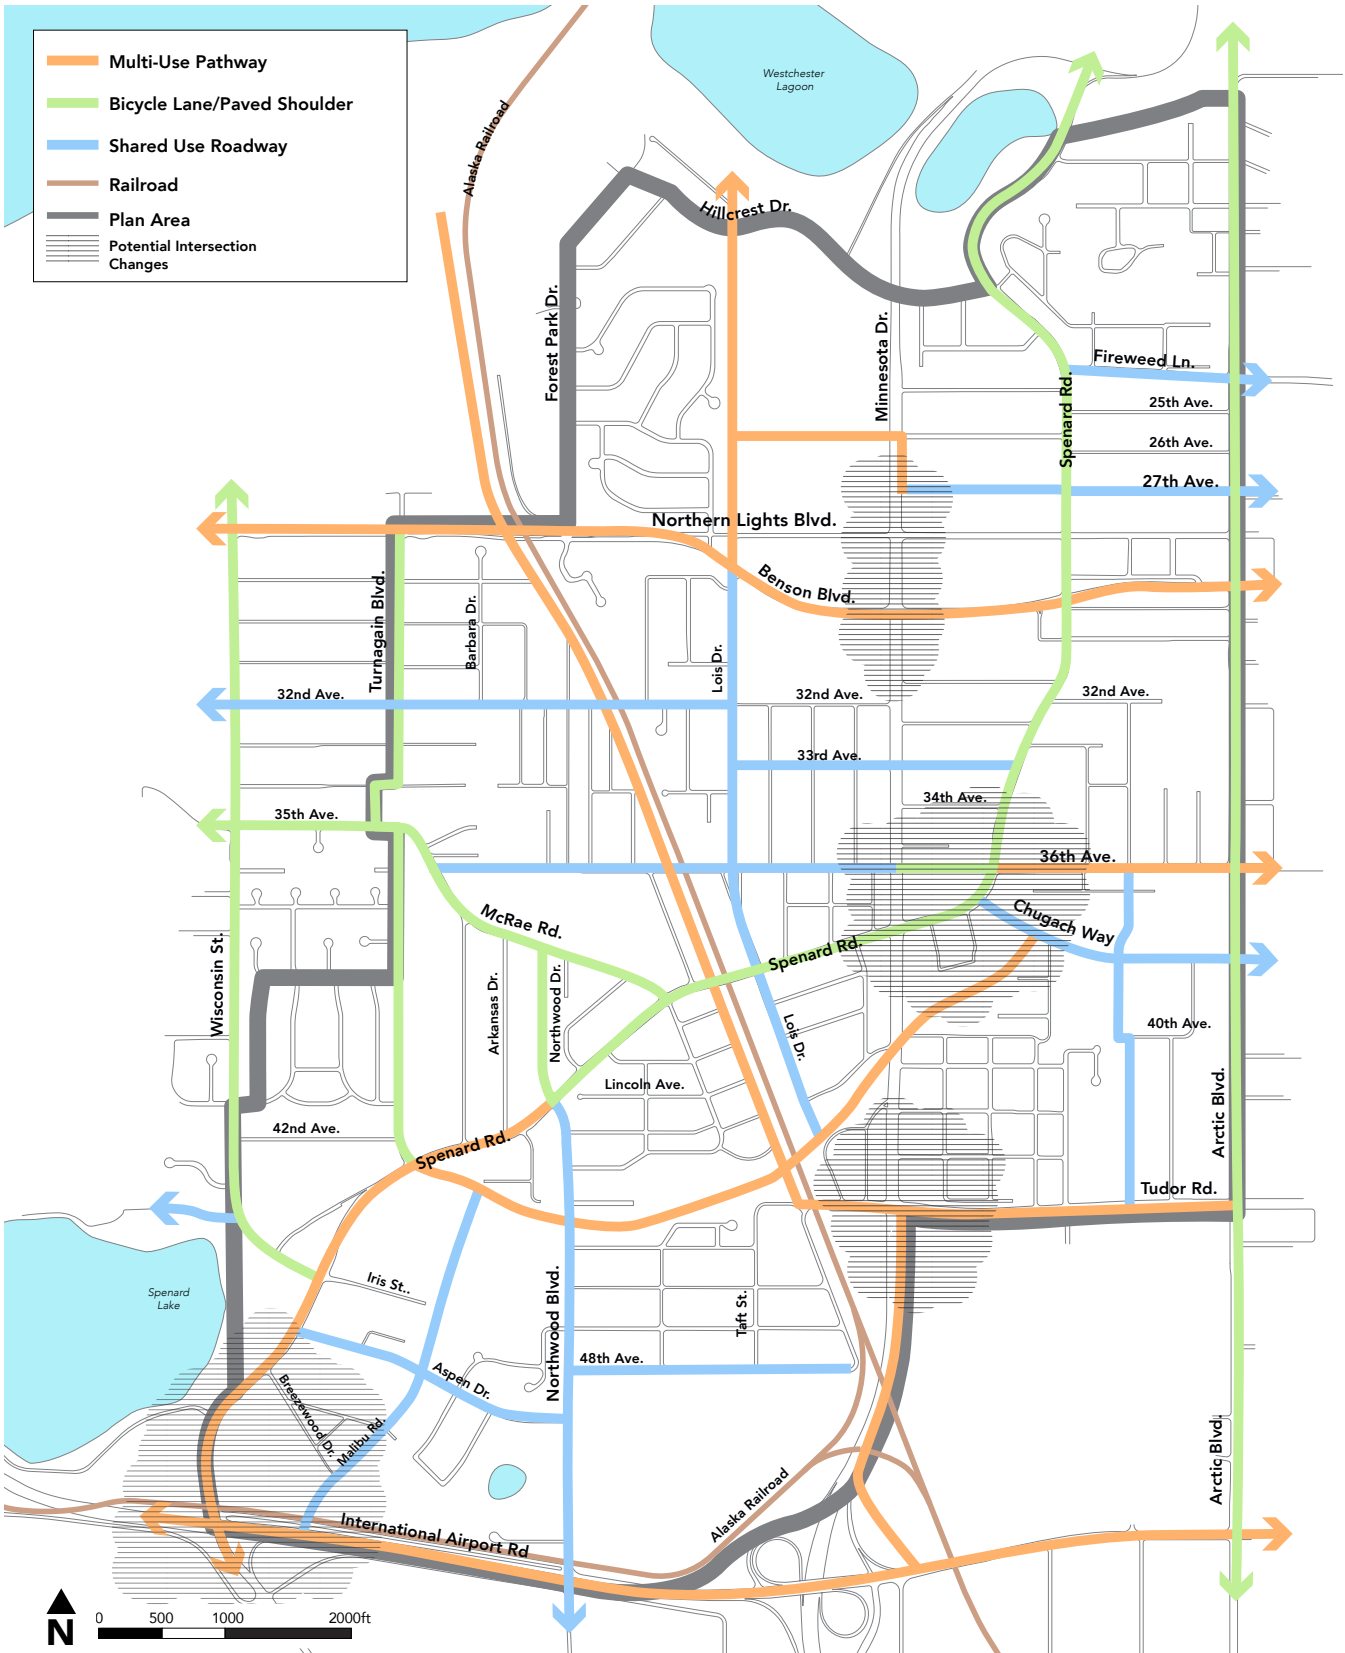 Multi-Use Pathway
Bicycle Lane/Paved Shoulder
Shared Use Roadway
Railroad
Plan Area
Potential Intersection
Changes
Westchester
Lagoon
Alaska Railroad
Hillcrest Dr.
Forest Park Dr.
Minnesota Dr.
Fireweed Ln.
Spenard Rd.
25th Ave.
26th Ave.
27th Ave.
Northern Lights Blvd.
Benson Blvd.
Turnagain Blvd.
Barbara Dr.
Lois Dr.
32nd Ave.
32nd Ave.
32nd Ave.
33rd Ave.
34th Ave.
35th Ave.
36th Ave.
McRae Rd.
Chugach Way
Spenard Rd.
Wisconsin St.
Arkansas Dr.
Northwood Dr.
Lois Dr.
40th Ave.
Lincoln Ave.
Arctic Blvd.
42nd Ave.
Spenard Rd.
Tudor Rd.
Spenard
Lake
Iris St..
Northwood Blvd.
Taft St.
48th Ave.
Aspen Dr.
Breezewood Dr.
Malibu Rd.
Arctic Blvd.
Alaska Railroad
International Airport Rd
N
0 500 1000 2000ft